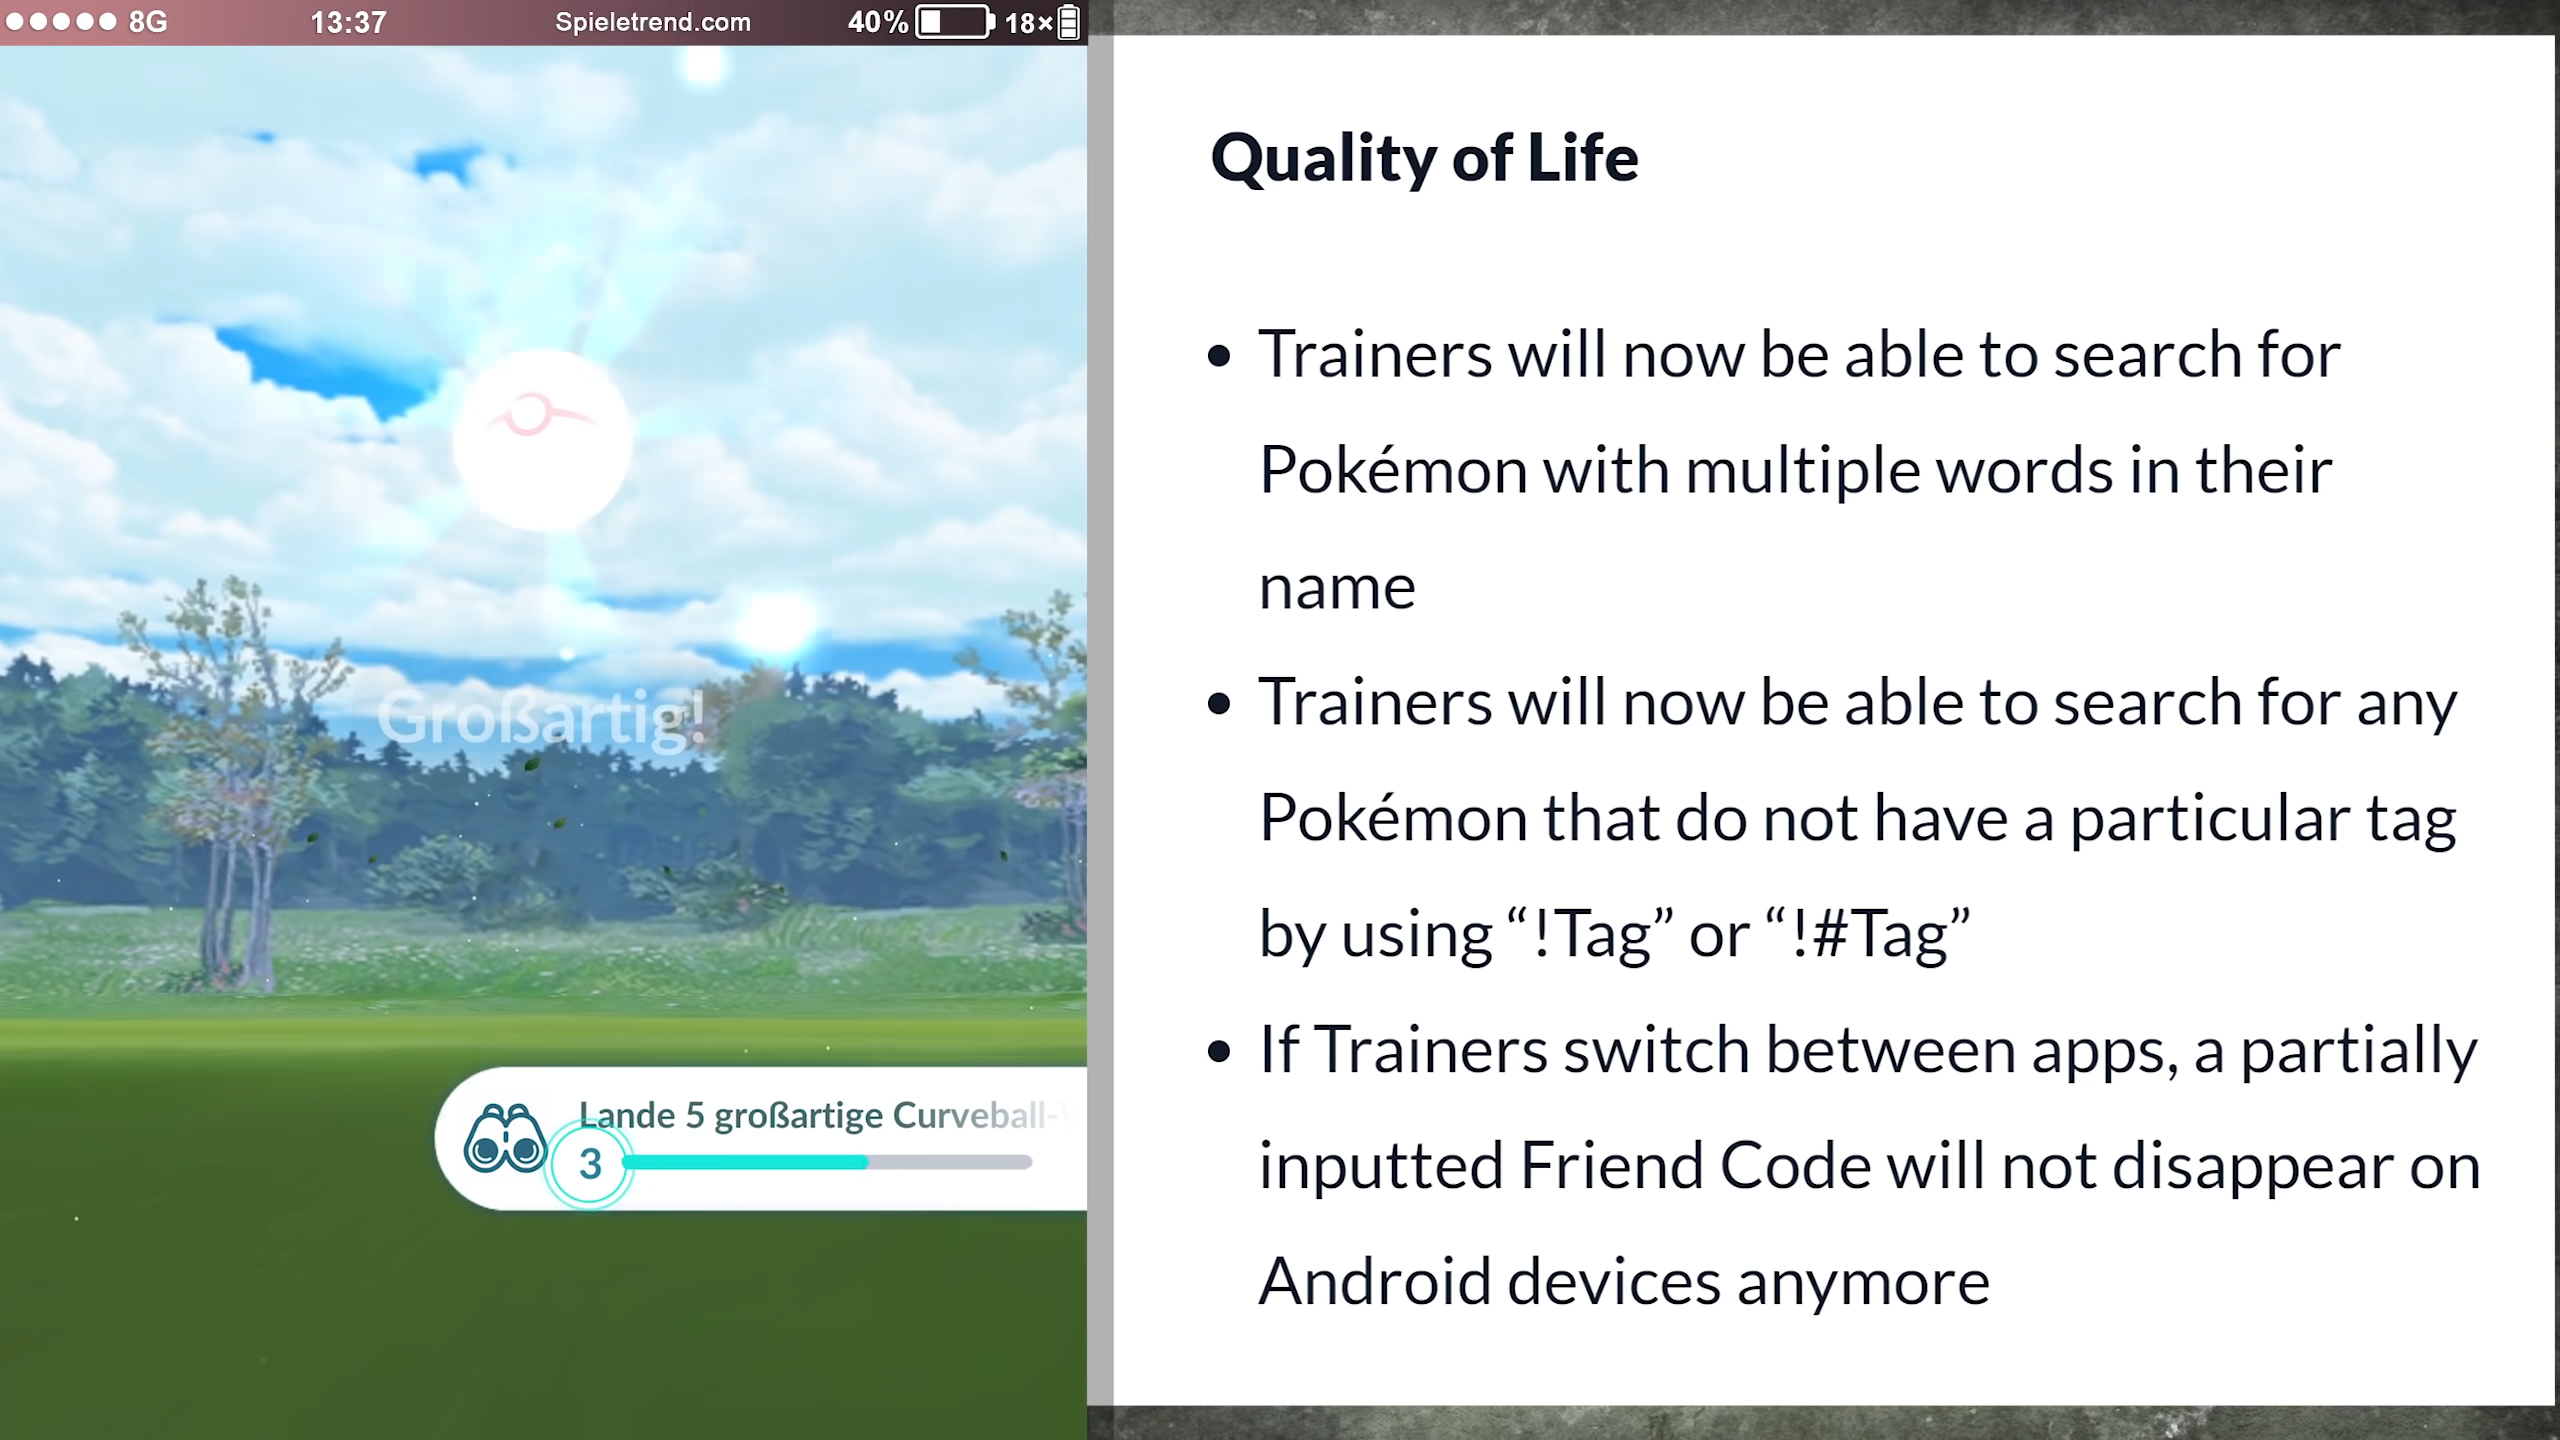 8G 13:37 Spieletrend.com 40% 18×
Großartig!
Lande 5 großartige Curveball-
3
Quality of Life
• Trainers will now be able to search for
Pokémon with multiple words in their
name
• Trainers will now be able to search for any
Pokémon that do not have a particular tag
by using “!Tag” or “!#Tag”
• If Trainers switch between apps, a partially
inputted Friend Code will not disappear on
Android devices anymore